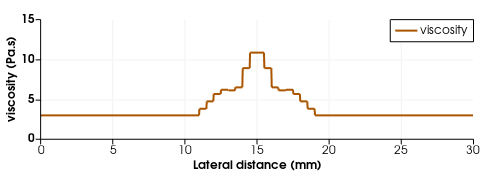 15
viscosity
10
5
0
viscosity (Pa.s)
0 5 10 15 20 25 30
Lateral distance (mm)